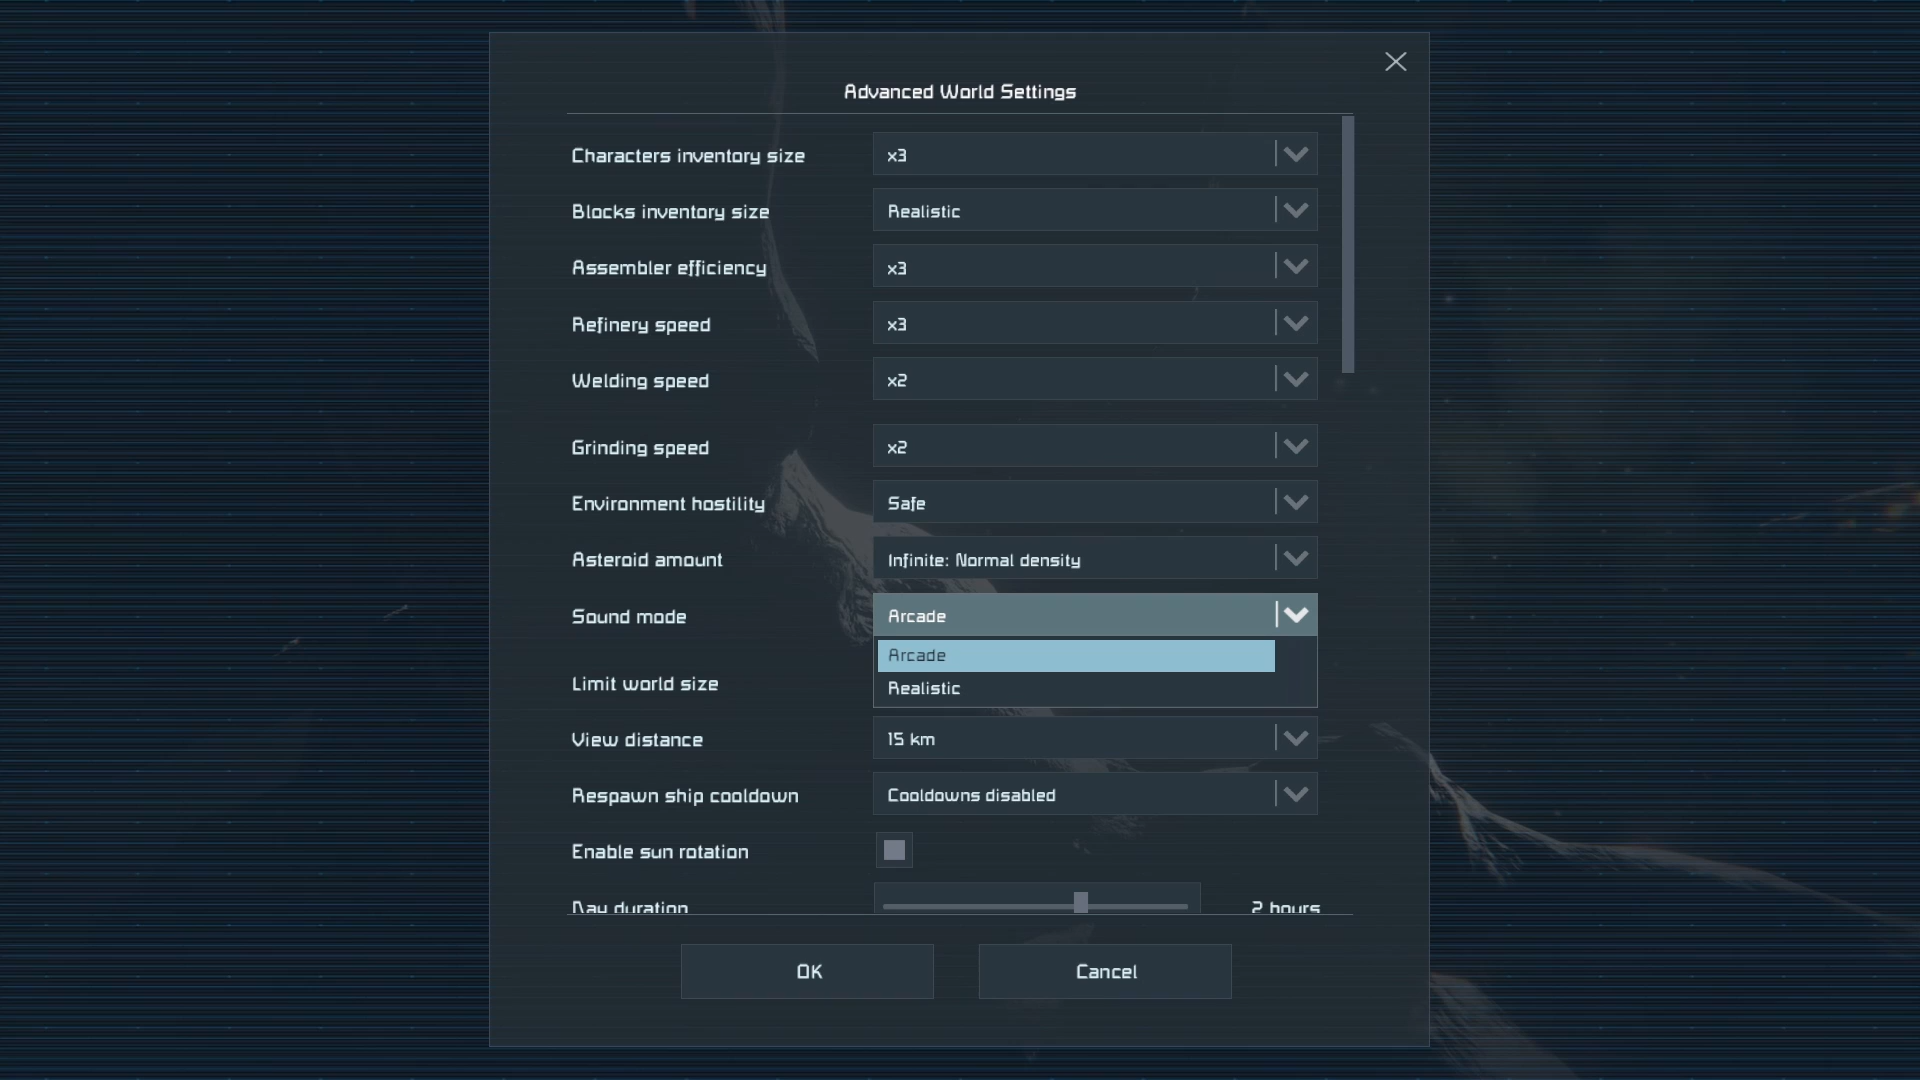 Advanced World Settings
Characters inventory size
x3
Blocks inventory size
Realistic
Assembler efficiency
x3
Refinery speed
x3
Welding speed
x2
Grinding speed
x2
Environment hostility
Safe
Asteroid amount
Infinite: Normal density
Sound mode
Arcade
Arcade
Realistic
Limit world size
View distance
15 km
Respawn ship cooldown
Cooldowns disabled
Enable sun rotation
Day duration
2 hours
OK
Cancel